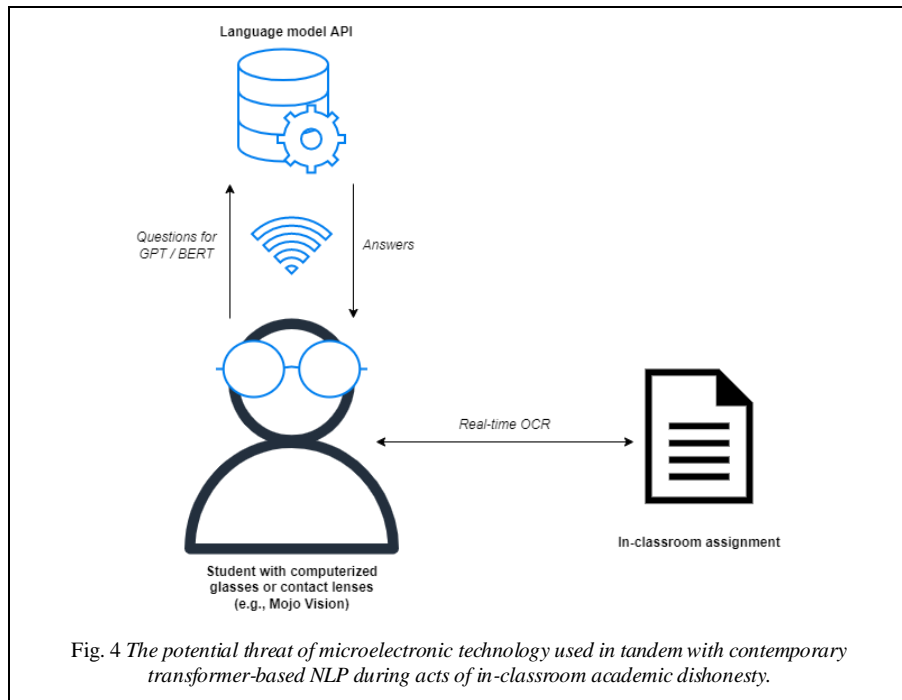 Language model API
Questions for
GPT / BERT
Answers
Real-time OCR
In-classroom assignment
Student with computerized
glasses or contact lenses
(e.g., Mojo Vision)
Fig. 4 The potential threat of microelectronic technology used in tandem with contemporary
transformer-based NLP during acts of in-classroom academic dishonesty.